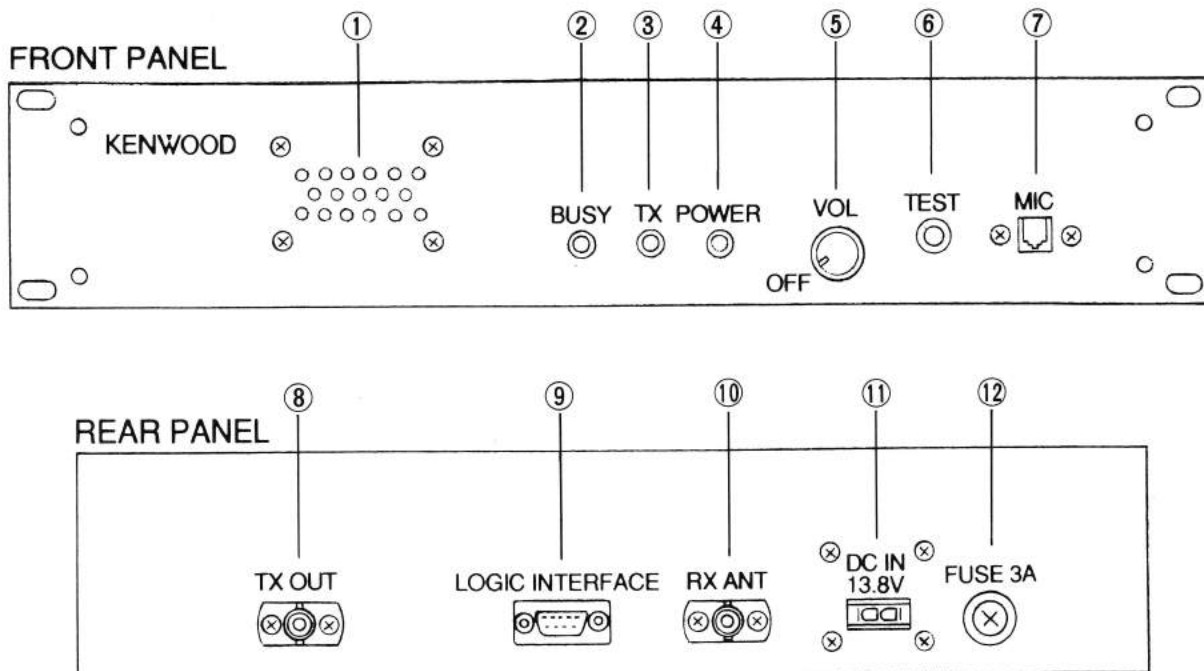 ① ② ③ ④ ⑤ ⑥ ⑦
FRONT PANEL
KENWOOD
BUSY TX POWER VOL TEST MIC
OFF
⑧ ⑨ ⑩ ⑪ ⑫
REAR PANEL
TX OUT LOGIC INTERFACE RX ANT DC IN FUSE 3A
13.8V